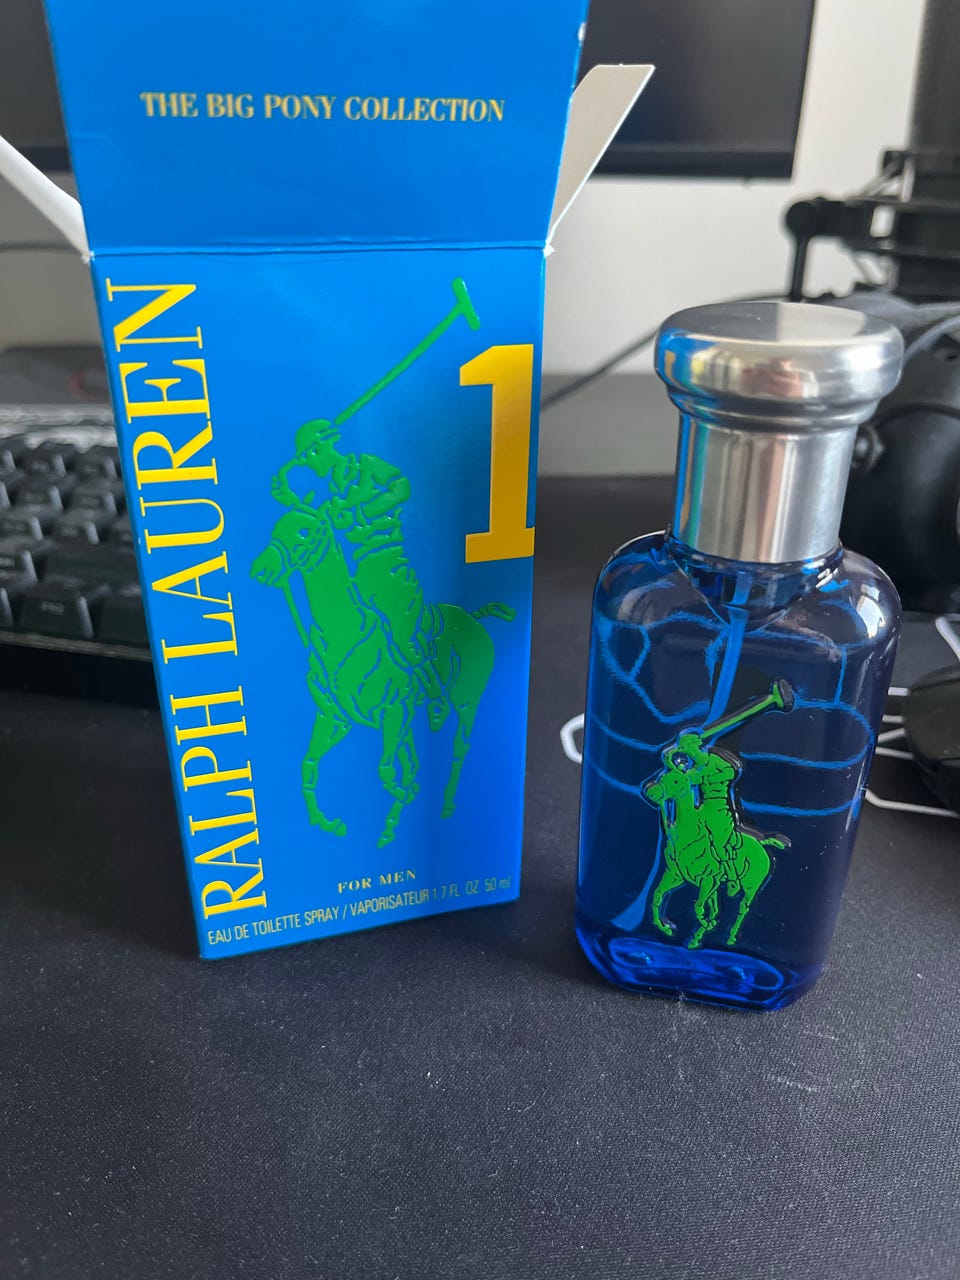 THE BIG PONY COLLECTION
RALPH LAUREN
1
FOR MEN
EAU DE TOILETTE SPRAY / VAPORISATEUR 1.7 FL OZ 50 ml